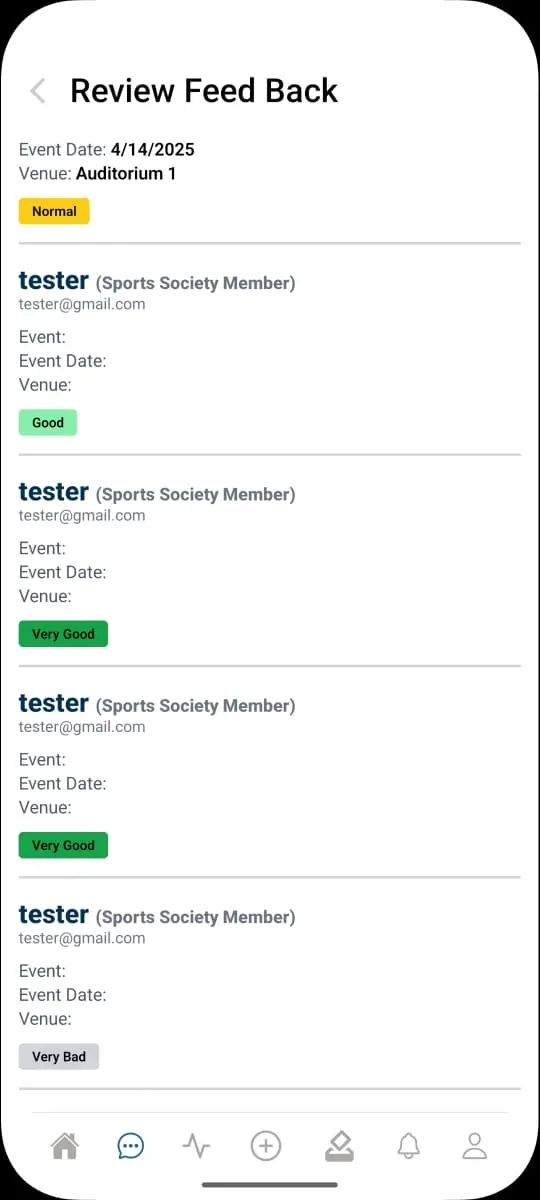 Review Feed Back
Event Date: 4/14/2025
Venue: Auditorium 1
Normal
tester (Sports Society Member)
tester@gmail.com
Event:
Event Date:
Venue:
Good
tester (Sports Society Member)
tester@gmail.com
Event:
Event Date:
Venue:
Very Good
tester (Sports Society Member)
tester@gmail.com
Event:
Event Date:
Venue:
Very Good
tester (Sports Society Member)
tester@gmail.com
Event:
Event Date:
Venue:
Very Bad